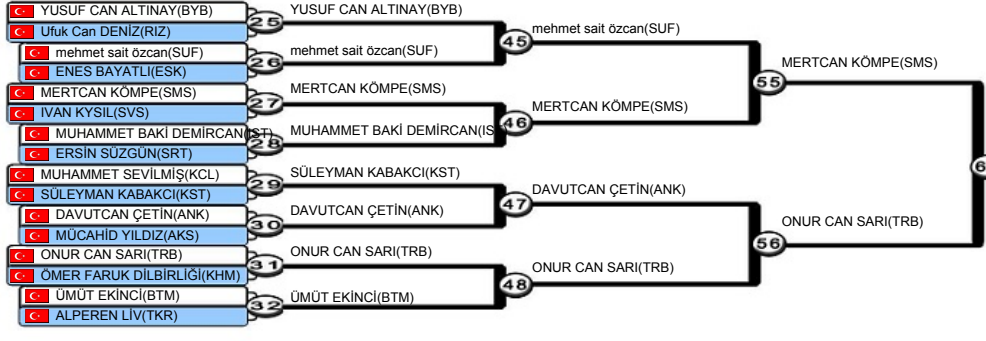 YUSUF CAN ALTINAY(BYB)
Ufuk Can DENİZ(RIZ)
25
YUSUF CAN ALTINAY(BYB)
mehmet sait özcan(SUF)
ENES BAYATLI(ESK)
26
mehmet sait özcan(SUF)
45
mehmet sait özcan(SUF)
MERTCAN KÖMPE(SMS)
IVAN KYSIL(SVS)
27
MERTCAN KÖMPE(SMS)
MUHAMMET BAKİ DEMİRCAN(IST)
ERSİN SÜZGÜN(SRT)
28
MUHAMMET BAKİ DEMİRCAN(IST)
46
MERTCAN KÖMPE(SMS)
55
MERTCAN KÖMPE(SMS)
MUHAMMET SEVİLMİŞ(KCL)
SÜLEYMAN KABAKCI(KST)
29
SÜLEYMAN KABAKCI(KST)
DAVUTCAN ÇETİN(ANK)
MÜCAHİD YILDIZ(AKS)
30
DAVUTCAN ÇETİN(ANK)
47
DAVUTCAN ÇETİN(ANK)
ONUR CAN SARI(TRB)
ÖMER FARUK DİLBİRLİĞİ(KHM)
31
ONUR CAN SARI(TRB)
ÜMÜT EKİNCİ(BTM)
ALPEREN LİV(TKR)
32
ÜMÜT EKİNCİ(BTM)
48
ONUR CAN SARI(TRB)
56
ONUR CAN SARI(TRB)